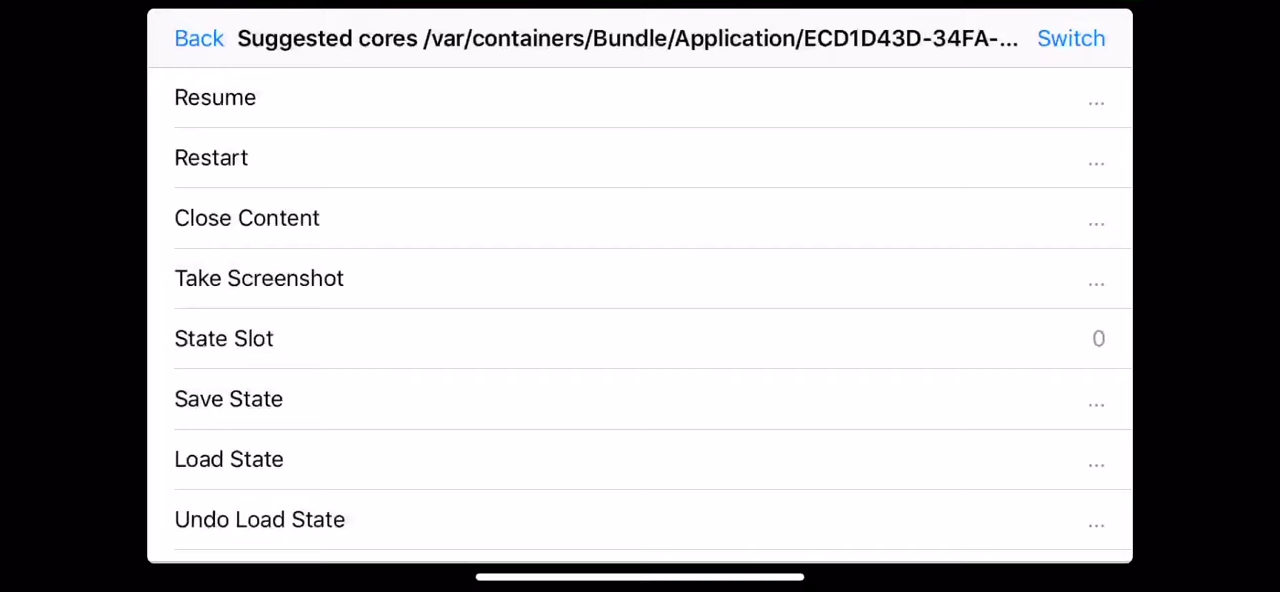 Back Suggested cores /var/containers/Bundle/Application/ECD1D43D-34FA-... Switch
Resume ...
Restart ...
Close Content ...
Take Screenshot ...
State Slot 0
Save State ...
Load State ...
Undo Load State ...